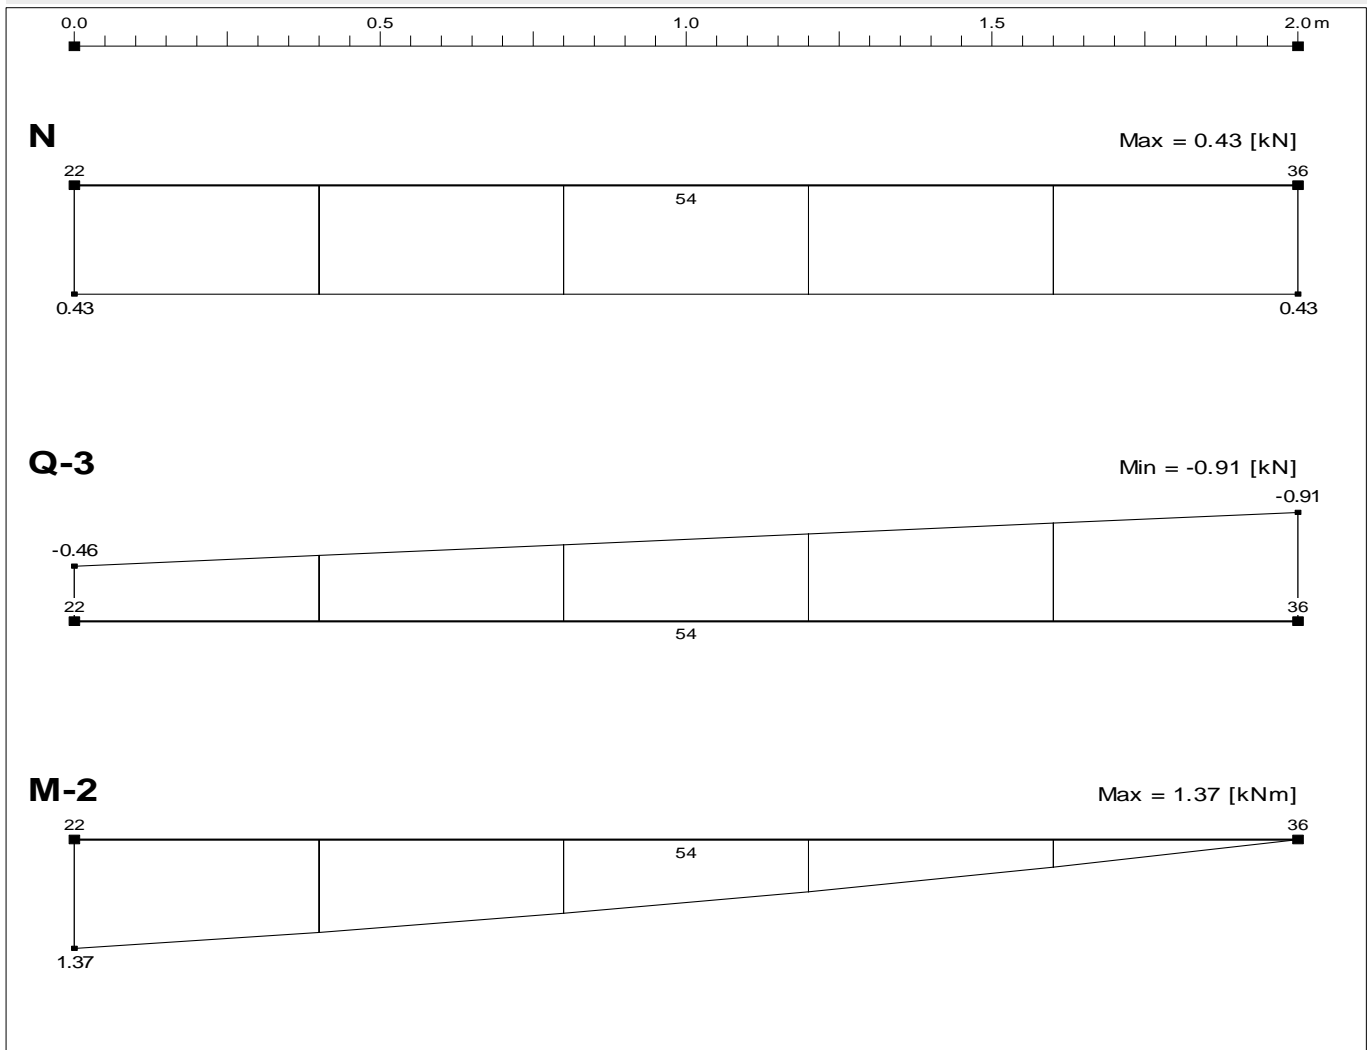 0.0 0.5 1.0 1.5 2.0 m
N
Max = 0.43 [kN]
22 36
54
0.43 0.43
Q-3
Min = -0.91 [kN]
-0.91
-0.46
22 36
54
M-2
Max = 1.37 [kNm]
22 36
54
1.37